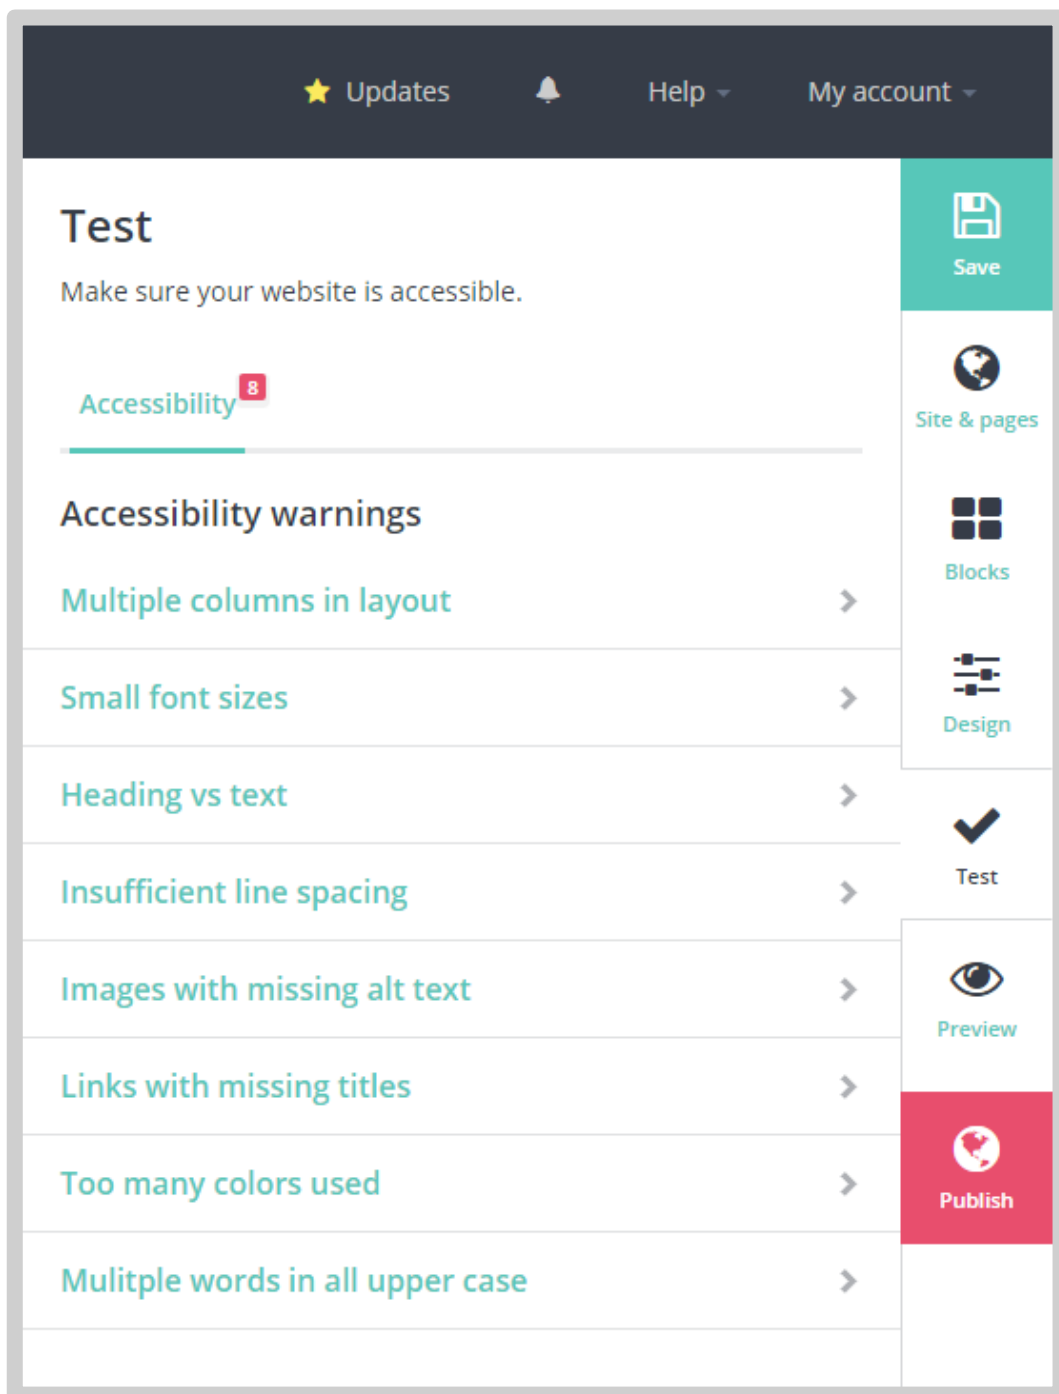 Updates
Help
My account
Test
Make sure your website is accessible.
Accessibility 8
Accessibility warnings
Multiple columns in layout
Small font sizes
Heading vs text
Insufficient line spacing
Images with missing alt text
Links with missing titles
Too many colors used
Mulitple words in all upper case
Save
Site & pages
Blocks
Design
Test
Preview
Publish